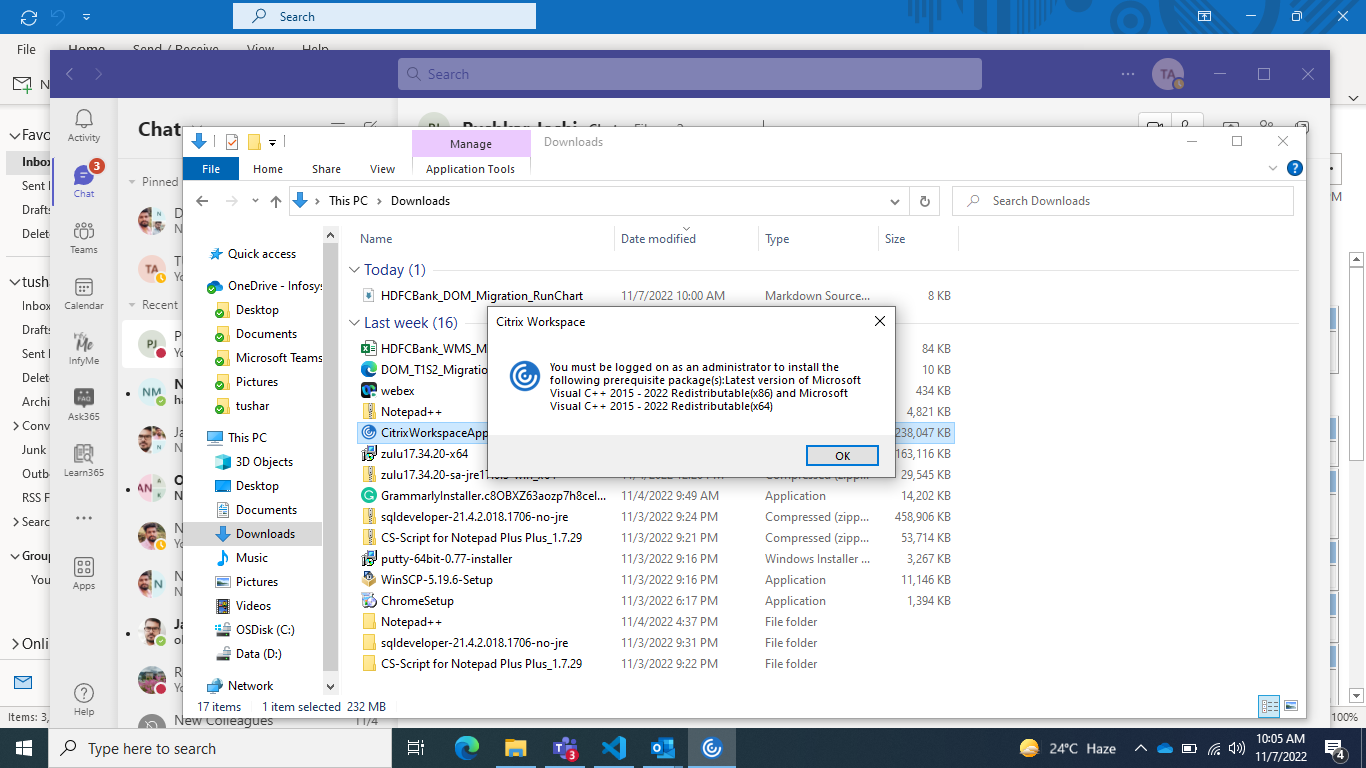 Search
File
Home
Send / Receive
View
Help
Search
TA
Activity
3
Chat
Teams
Calendar
InfyMe
Ask365
Learn365
Apps
Help
Favo
Inbox
Sent I
Drafts
Delete
tusha
Inbox
Drafts
Sent I
Delet
Archi
Conv
Junk
Outb
RSS F
Searc
Group
You
Onli
Items: 3,
100%
Chat
Pinned
Recent
New Colleagues
11/4
Manage
Downloads
File
Home
Share
View
Application Tools
This PC
Downloads
Search Downloads
Quick access
OneDrive - Infosys
Desktop
Documents
Microsoft Teams
Pictures
tushar
This PC
3D Objects
Desktop
Documents
Downloads
Music
Pictures
Videos
OSDisk (C:)
Data (D:)
Network
Name
Date modified
Type
Size
Today (1)
HDFCBank_DOM_Migration_RunChart 11/7/2022 10:00 AM Markdown Source... 8 KB
Last week (16)
HDFCBank_WMS_M 84 KB
DOM_T1S2_Migratio 10 KB
webex 434 KB
Notepad++ 4,821 KB
CitrixWorkspaceApp 238,047 KB
zulu17.34.20-x64 163,116 KB
29,545 KB
GrammarlyInstaller.c8OBXZ63aozp7h8cel... 11/4/2022 9:49 AM Application 14,202 KB
sqldeveloper-21.4.2.018.1706-no-jre 11/3/2022 9:24 PM Compressed (zipp... 458,906 KB
CS-Script for Notepad Plus Plus_1.7.29 11/3/2022 9:21 PM Compressed (zipp... 53,714 KB
putty-64bit-0.77-installer 11/3/2022 9:16 PM Windows Installer ... 3,267 KB
WinSCP-5.19.6-Setup 11/3/2022 9:16 PM Application 11,146 KB
ChromeSetup 11/3/2022 6:17 PM Application 1,394 KB
Notepad++ 11/4/2022 4:37 PM File folder
sqldeveloper-21.4.2.018.1706-no-jre 11/3/2022 9:31 PM File folder
CS-Script for Notepad Plus Plus_1.7.29 11/3/2022 9:22 PM File folder
17 items
1 item selected 232 MB
Citrix Workspace
You must be logged on as an administrator to install the
following prerequisite package(s):Latest version of Microsoft
Visual C++ 2015 - 2022 Redistributable(x86) and Microsoft
Visual C++ 2015 - 2022 Redistributable(x64)
OK
Type here to search
3
24°C Haze
10:05 AM
11/7/2022
4